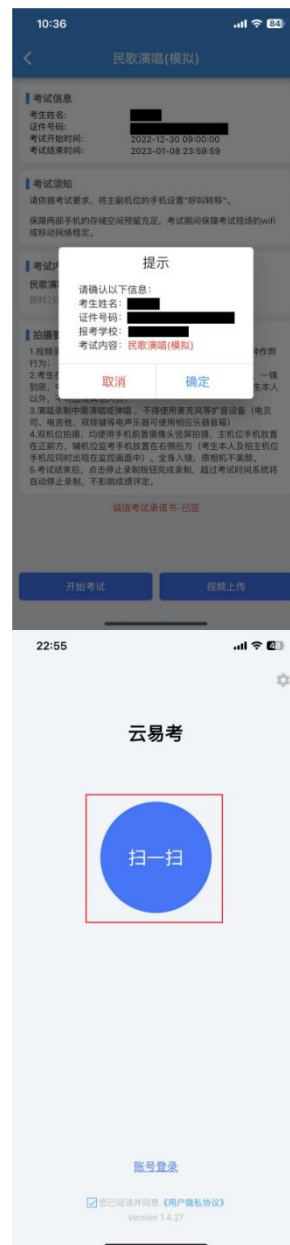 10:36
84
民歌演唱(模拟)
考试信息
考生姓名:
证件号码:
考试开始时间: 2022-12-30 09:00:00
考试结束时间: 2023-01-08 23:59:59
考试须知
请依据考试要求，将主副机位的手机设置"呼叫转移"。
保障两部手机的存储空间预留充足，考试期间保障考试现场的wifi
或移动网络稳定。
提示
请确认以下信息:
考生姓名:
证件号码:
报考学校:
考试内容: 民歌演唱(模拟)
取消
确定
3.演唱录制中需清唱或弹唱，不得使用麦克风等扩音设备（电贝
司、电吉他、双排键等电声乐器可使用相应乐器音箱）
4.双机位拍摄，均使用手机前置摄像头竖屏拍摄，主机位手机放置
在正前方，辅机位监考手机放置在右侧后方（考生本人及拍主机位
手机应同时出现在监控画面中）。全身入镜，原相机不美颜。
5.考试结束后，点击停止录制按钮完成录制，超过考试时间系统将
自动停止录制，不影响成绩评定。
诚信考试承诺书-已签
开始考试
视频上传
22:55
云易考
扫一扫
账号登录
您已阅读并同意《用户隐私协议》
Version 1.4.27